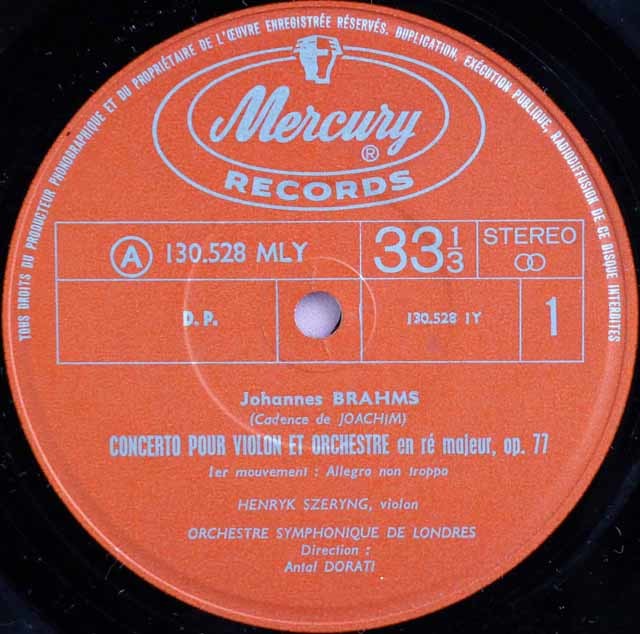 TOUS DROITS DU PRODUCTEUR PHONOGRAPHIQUE ET DU PROPRIÉTAIRE DE L'ŒUVRE ENREGISTRÉE RÉSERVÉS. DUPLICATION, EXÉCUTION PUBLIQUE, RADIODIFFUSION DE CE DISQUE INTERDITES
Mercury ®
RECORDS
A 130.528 MLY
33 1/3
STEREO
D. P.
130.528 1Y
1
Johannes BRAHMS
(Cadence de JOACHIM)
CONCERTO POUR VIOLON ET ORCHESTRE en ré majeur, op. 77
1er mouvement : Allegro non troppo
HENRYK SZERYNG, violon
ORCHESTRE SYMPHONIQUE DE LONDRES
Direction :
Antal DORATI